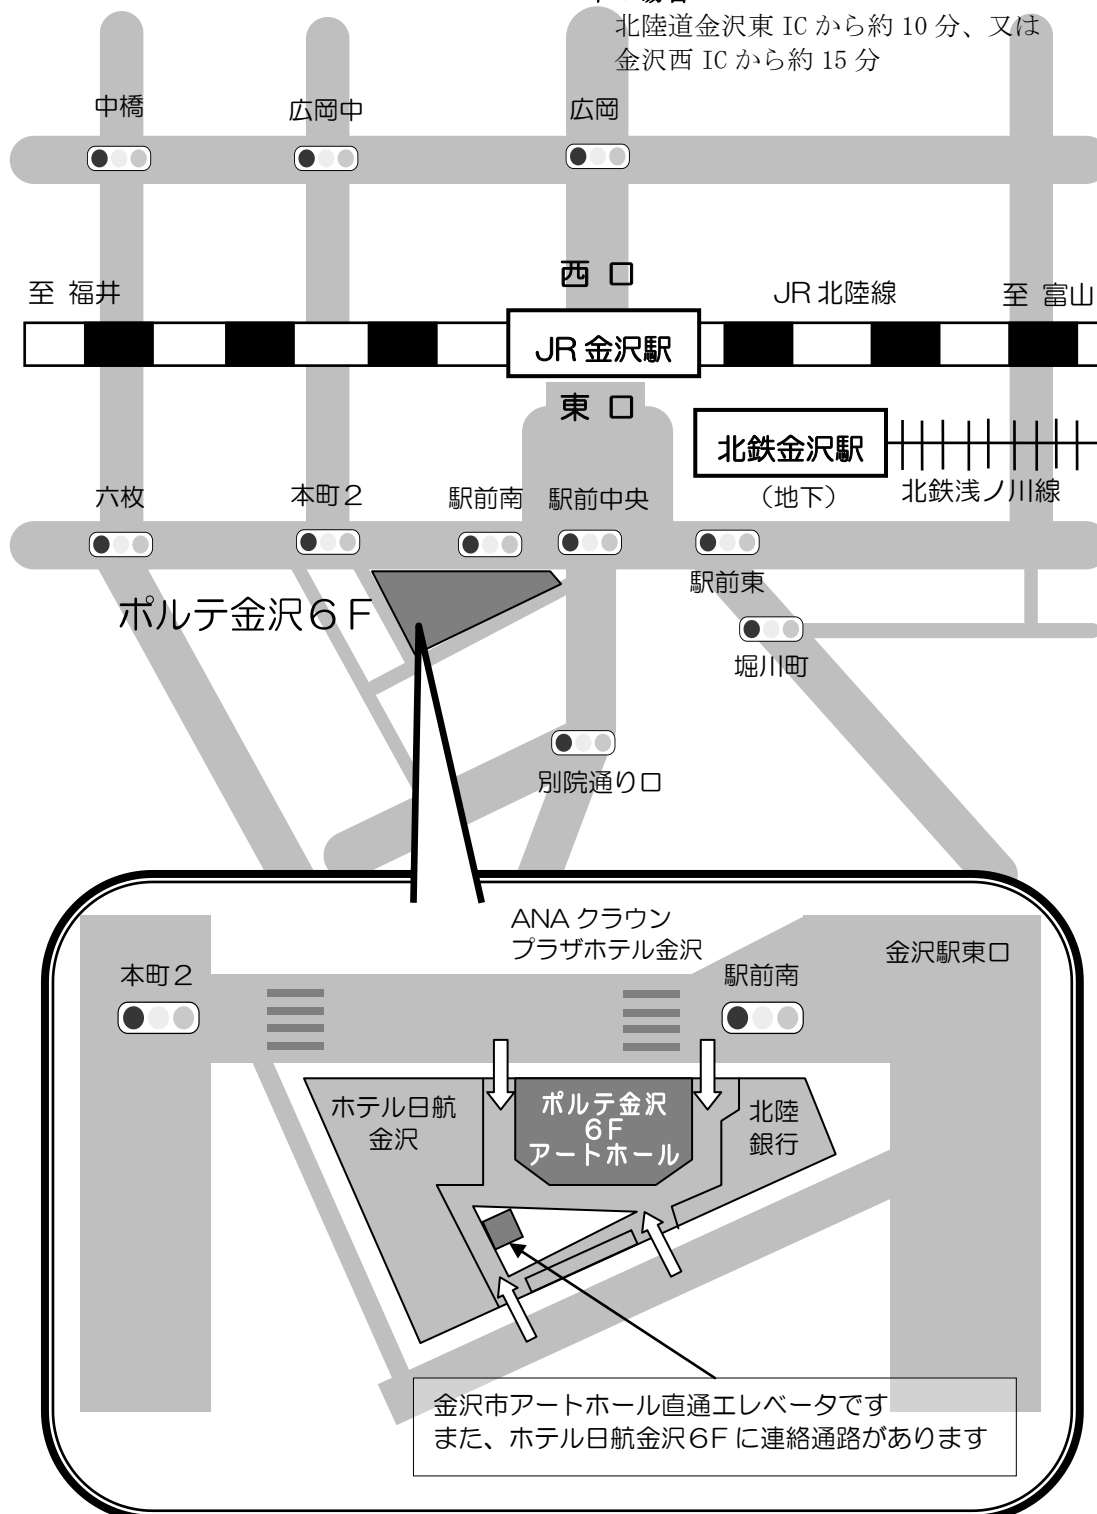 北陸道金沢東 IC から約 10 分、又は
金沢西 IC から約 15 分
中橋
広岡中
広岡
西 口
至 福井
JR 北陸線
至 富山
JR 金沢駅
東 口
北鉄金沢駅
(地下)
北鉄浅ノ川線
六枚
本町２
駅前南
駅前中央
駅前東
ポルテ金沢６Ｆ
堀川町
別院通り口
ANA クラウン
プラザホテル金沢
金沢駅東口
本町２
駅前南
ホテル日航
金沢
ポルテ金沢
６Ｆ
アートホール
北陸
銀行
金沢市アートホール直通エレベータです
また、ホテル日航金沢６Ｆに連絡通路があります